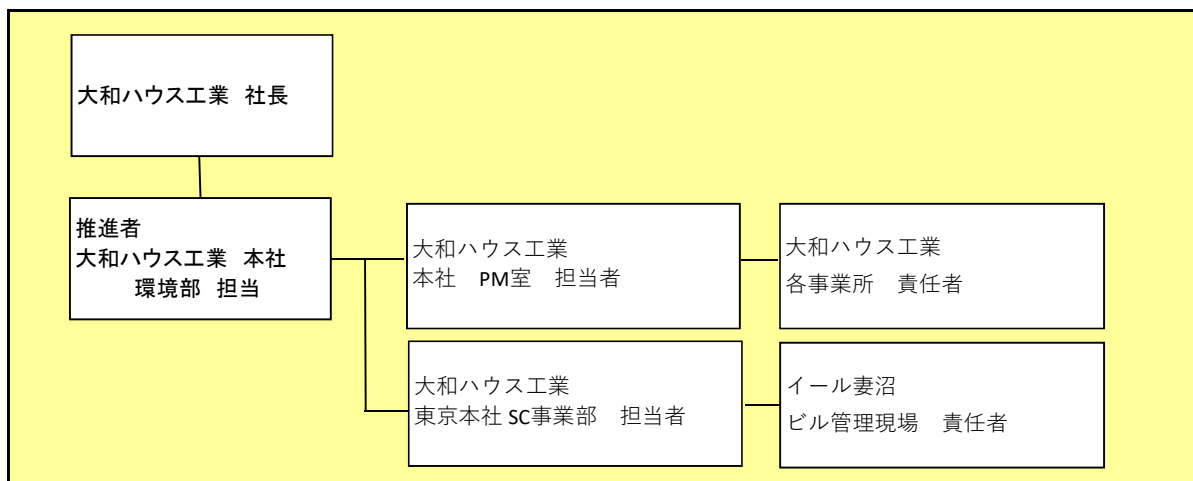 大和ハウス工業　社長
推進者
大和ハウス工業　本社
環境部　担当
大和ハウス工業
本社　PM室　担当者
大和ハウス工業
各事業所　責任者
大和ハウス工業
東京本社 SC事業部　担当者
イール妻沼
ビル管理現場　責任者